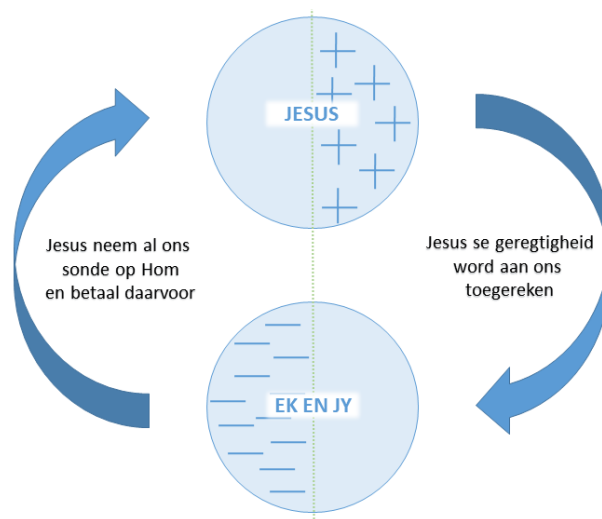 JESUS
Jesus neem al ons
sonde op Hom
en betaal daarvoor
Jesus se geregtigheid
word aan ons
toegereken
EK EN JY